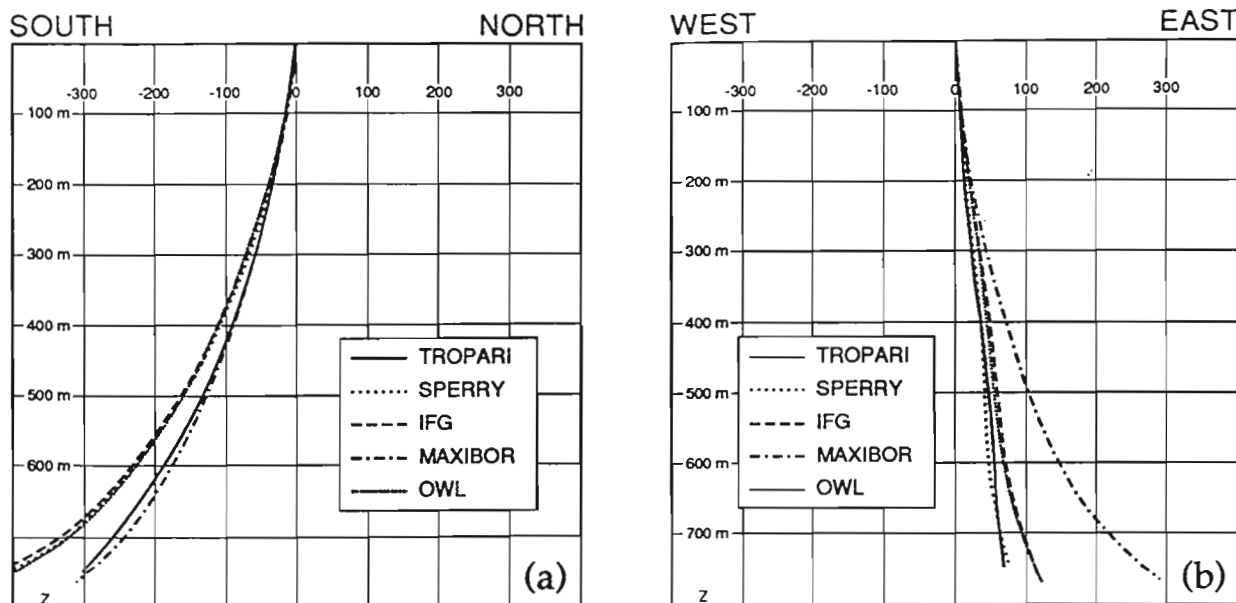 SOUTH NORTH
-300 -200 -100 0 100 200 300
100 m
200 m
300 m
400 m
500 m
600 m
TROPARI
SPERRY
IFG
MAXIBOR
OWL
Z
(a)
WEST EAST
-300 -200 -100 0 100 200 300
100 m
200 m
300 m
400 m
500 m
600 m
700 m
TROPARI
SPERRY
IFG
MAXIBOR
OWL
Z
(b)